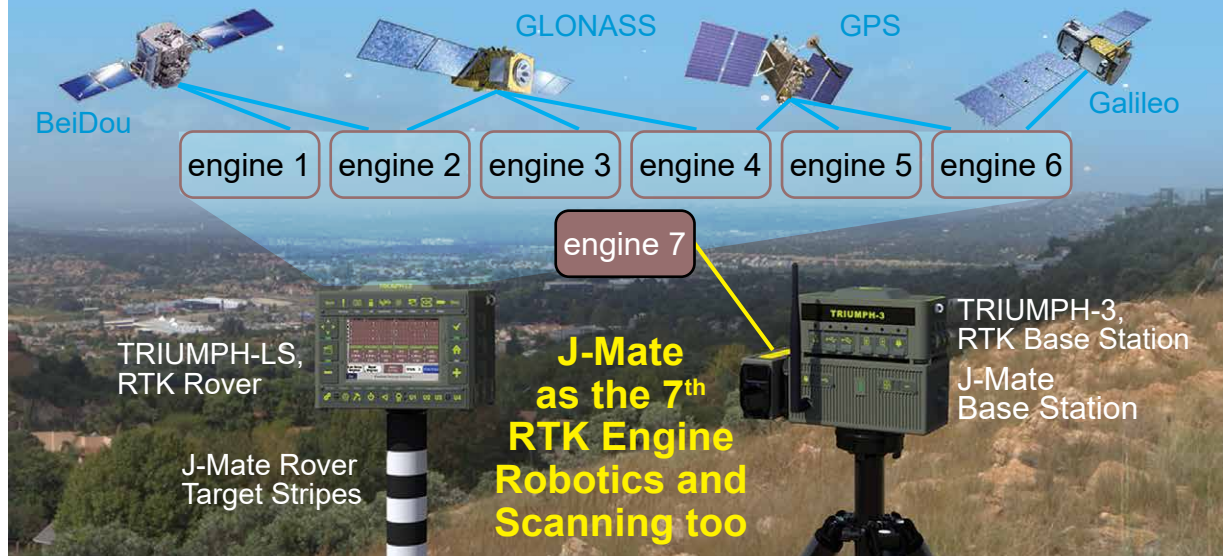 GLONASS
GPS
BeiDou
Galileo
engine 1
engine 2
engine 3
engine 4
engine 5
engine 6
engine 7
TRIUMPH-LS
TRIUMPH-LS,
RTK Rover
J-Mate Rover
Target Stripes
J-Mate
as the 7th
RTK Engine
Robotics and
Scanning too
TRIUMPH-3
TRIUMPH-3,
RTK Base Station
J-Mate
Base Station